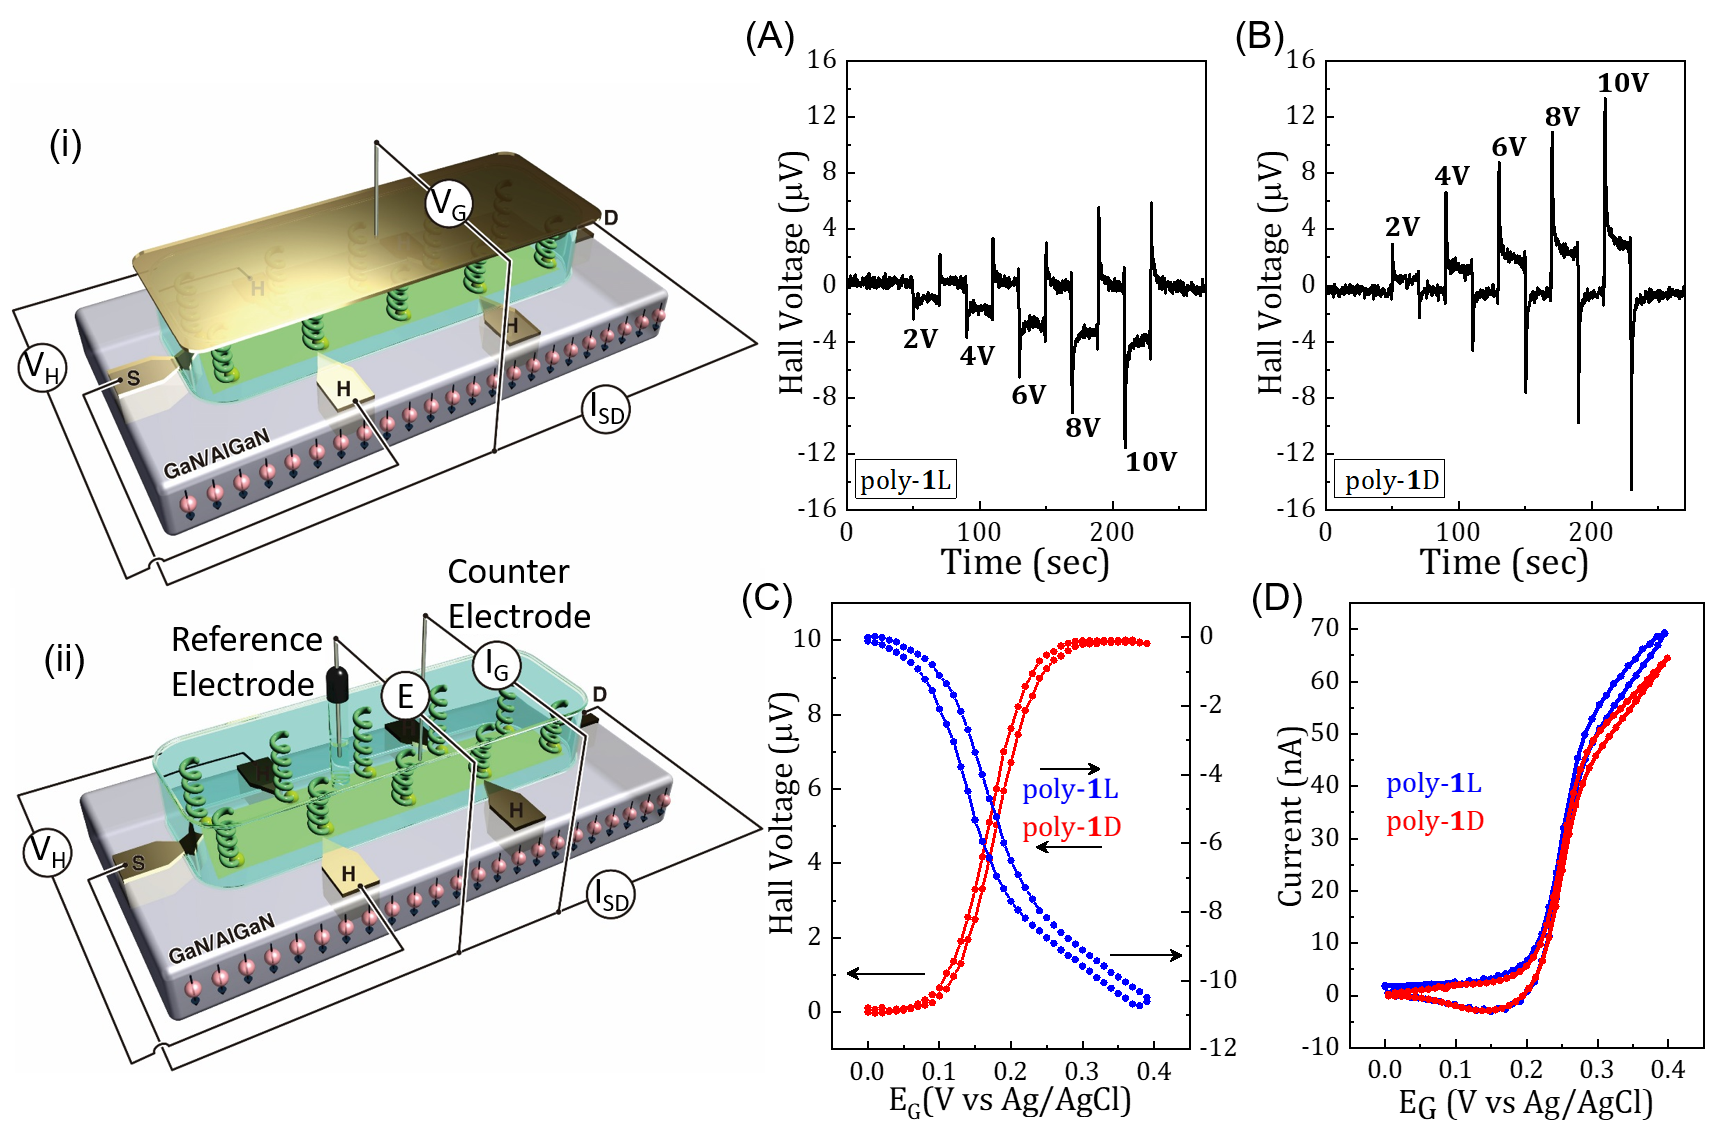 (i)
V_G
D
H
H
V_H
S
H
I_SD
GaN/AlGaN
(ii)
Reference
Electrode
Counter
Electrode
I_G
E
D
H
H
V_H
S
H
I_SD
GaN/AlGaN
(A)
Hall Voltage (µV)
16
12
8
4
0
-4
-8
-12
-16
2V
4V
6V
8V
10V
poly-1L
0
100
200
Time (sec)
(B)
Hall Voltage (µV)
16
12
8
4
0
-4
-8
-12
-16
2V
4V
6V
8V
10V
poly-1D
0
100
200
Time (sec)
(C)
Hall Voltage (µV)
10
8
6
4
2
0
0
-2
-4
-6
-8
-10
-12
poly-1L
poly-1D
0.0
0.1
0.2
0.3
0.4
E_G(V vs Ag/AgCl)
(D)
Current (nA)
70
60
50
40
30
20
10
0
-10
poly-1L
poly-1D
0.0
0.1
0.2
0.3
0.4
E_G (V vs Ag/AgCl)